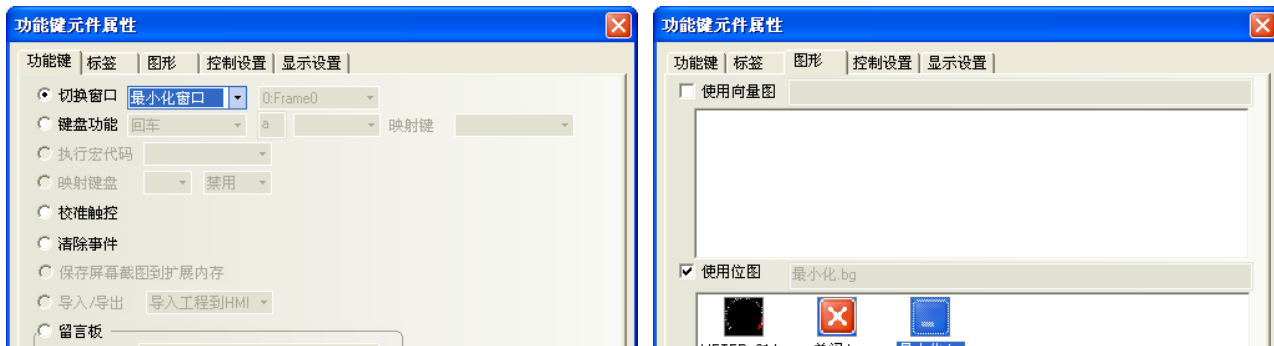 功能键元件属性
功能键 标签 图形 控制设置 显示设置
切换窗口 最小化窗口 0:Frame0
键盘功能 回车 a 映射键
执行宏代码
映射键盘 禁用
校准触控
清除事件
保存屏幕截图到扩展内存
导入/导出 导入工程到HMI
留言板
功能键元件属性
功能键 标签 图形 控制设置 显示设置
使用向量图
使用位图 最小化.bg